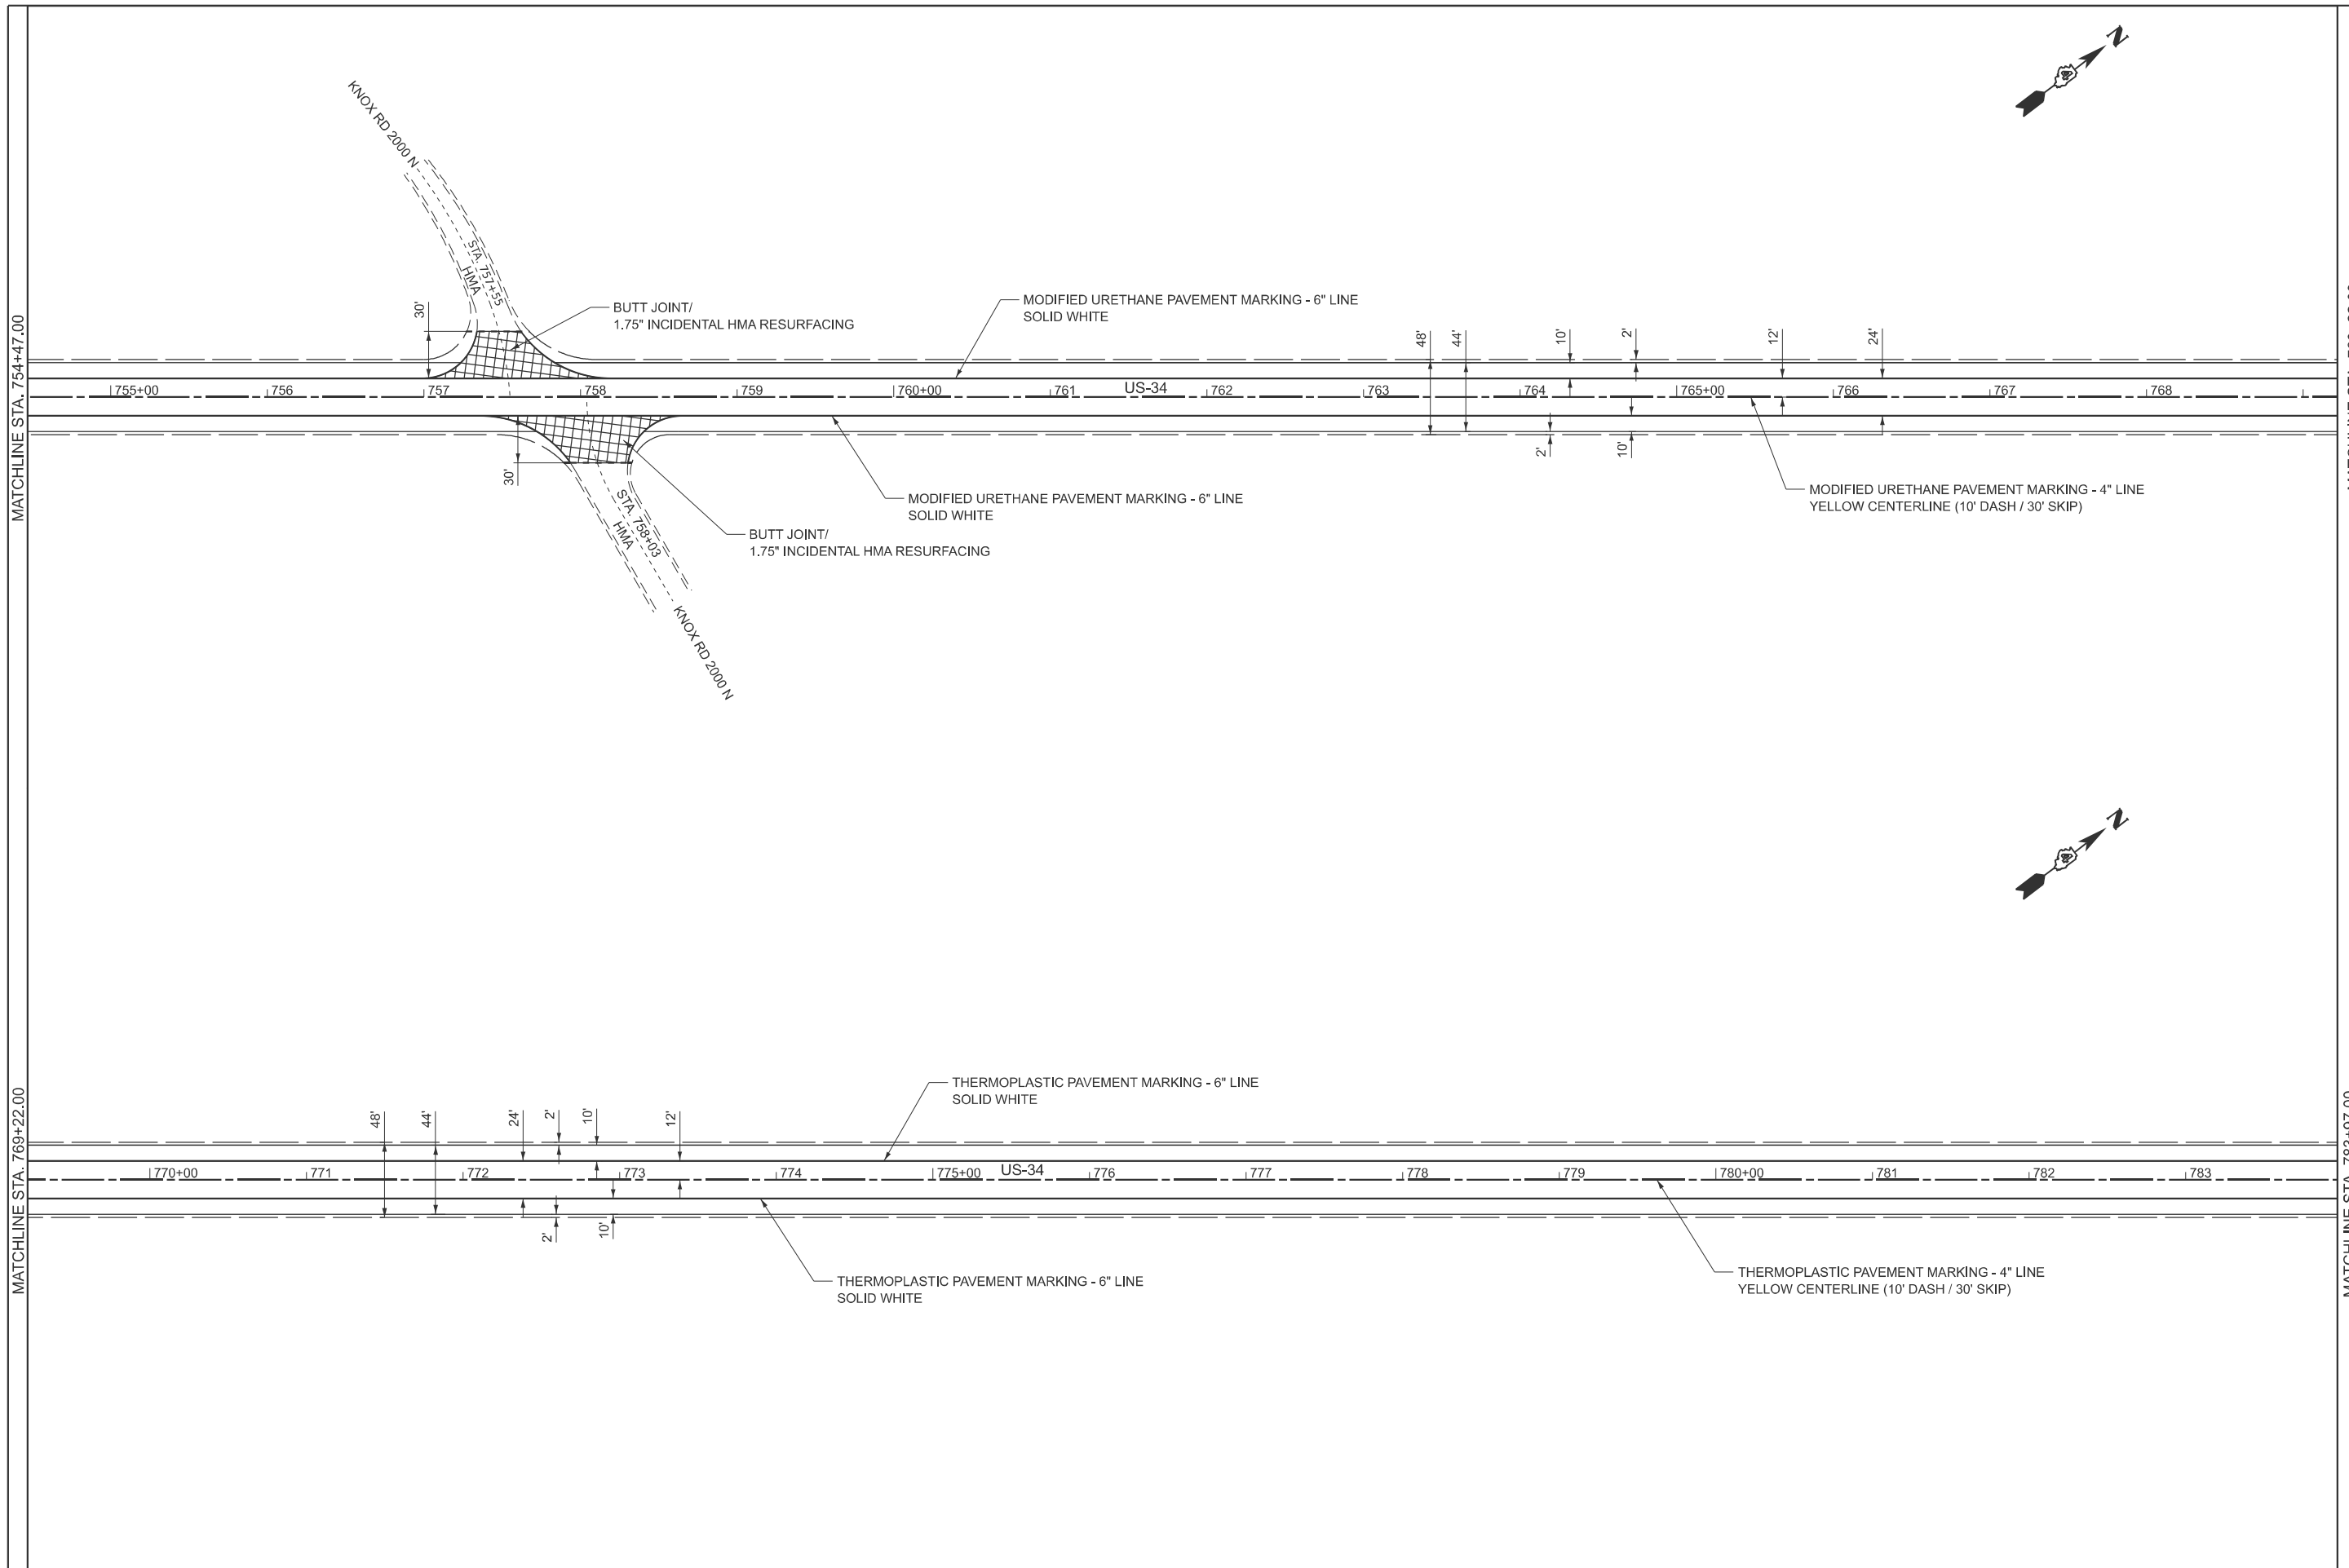 N
KNOX RD 2000 N
STA. 757+55
HMA
30'
BUTT JOINT/
1.75" INCIDENTAL HMA RESURFACING
MODIFIED URETHANE PAVEMENT MARKING - 6" LINE
SOLID WHITE
48'
44'
10'
2'
12'
24'
MATCHLINE STA. 754+47.00
755+00
756
757
758
759
760+00
761
US-34
762
763
764
765+00
766
767
768
30'
2'
10'
STA. 758+03
HMA
MODIFIED URETHANE PAVEMENT MARKING - 6" LINE
SOLID WHITE
MODIFIED URETHANE PAVEMENT MARKING - 4" LINE
YELLOW CENTERLINE (10' DASH / 30' SKIP)
BUTT JOINT/
1.75" INCIDENTAL HMA RESURFACING
KNOX RD 2000 N
N
THERMOPLASTIC PAVEMENT MARKING - 6" LINE
SOLID WHITE
48'
44'
24'
2'
10'
12'
MATCHLINE STA. 769+22.00
770+00
771
772
773
774
775+00
US-34
776
777
778
779
780+00
781
782
783
MATCHLINE STA. 783+97.00
2'
10'
THERMOPLASTIC PAVEMENT MARKING - 6" LINE
SOLID WHITE
THERMOPLASTIC PAVEMENT MARKING - 4" LINE
YELLOW CENTERLINE (10' DASH / 30' SKIP)